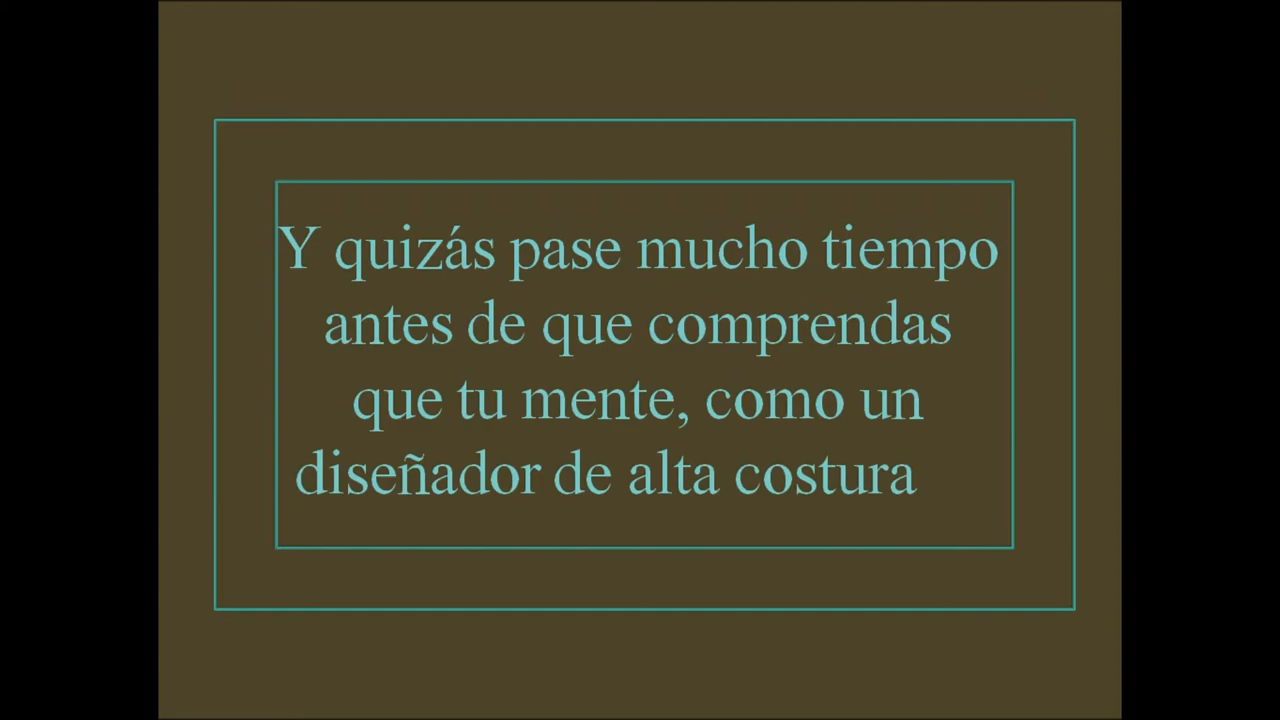 Y quizás pase mucho tiempo
antes de que comprendas
que tu mente, como un
diseñador de alta costura